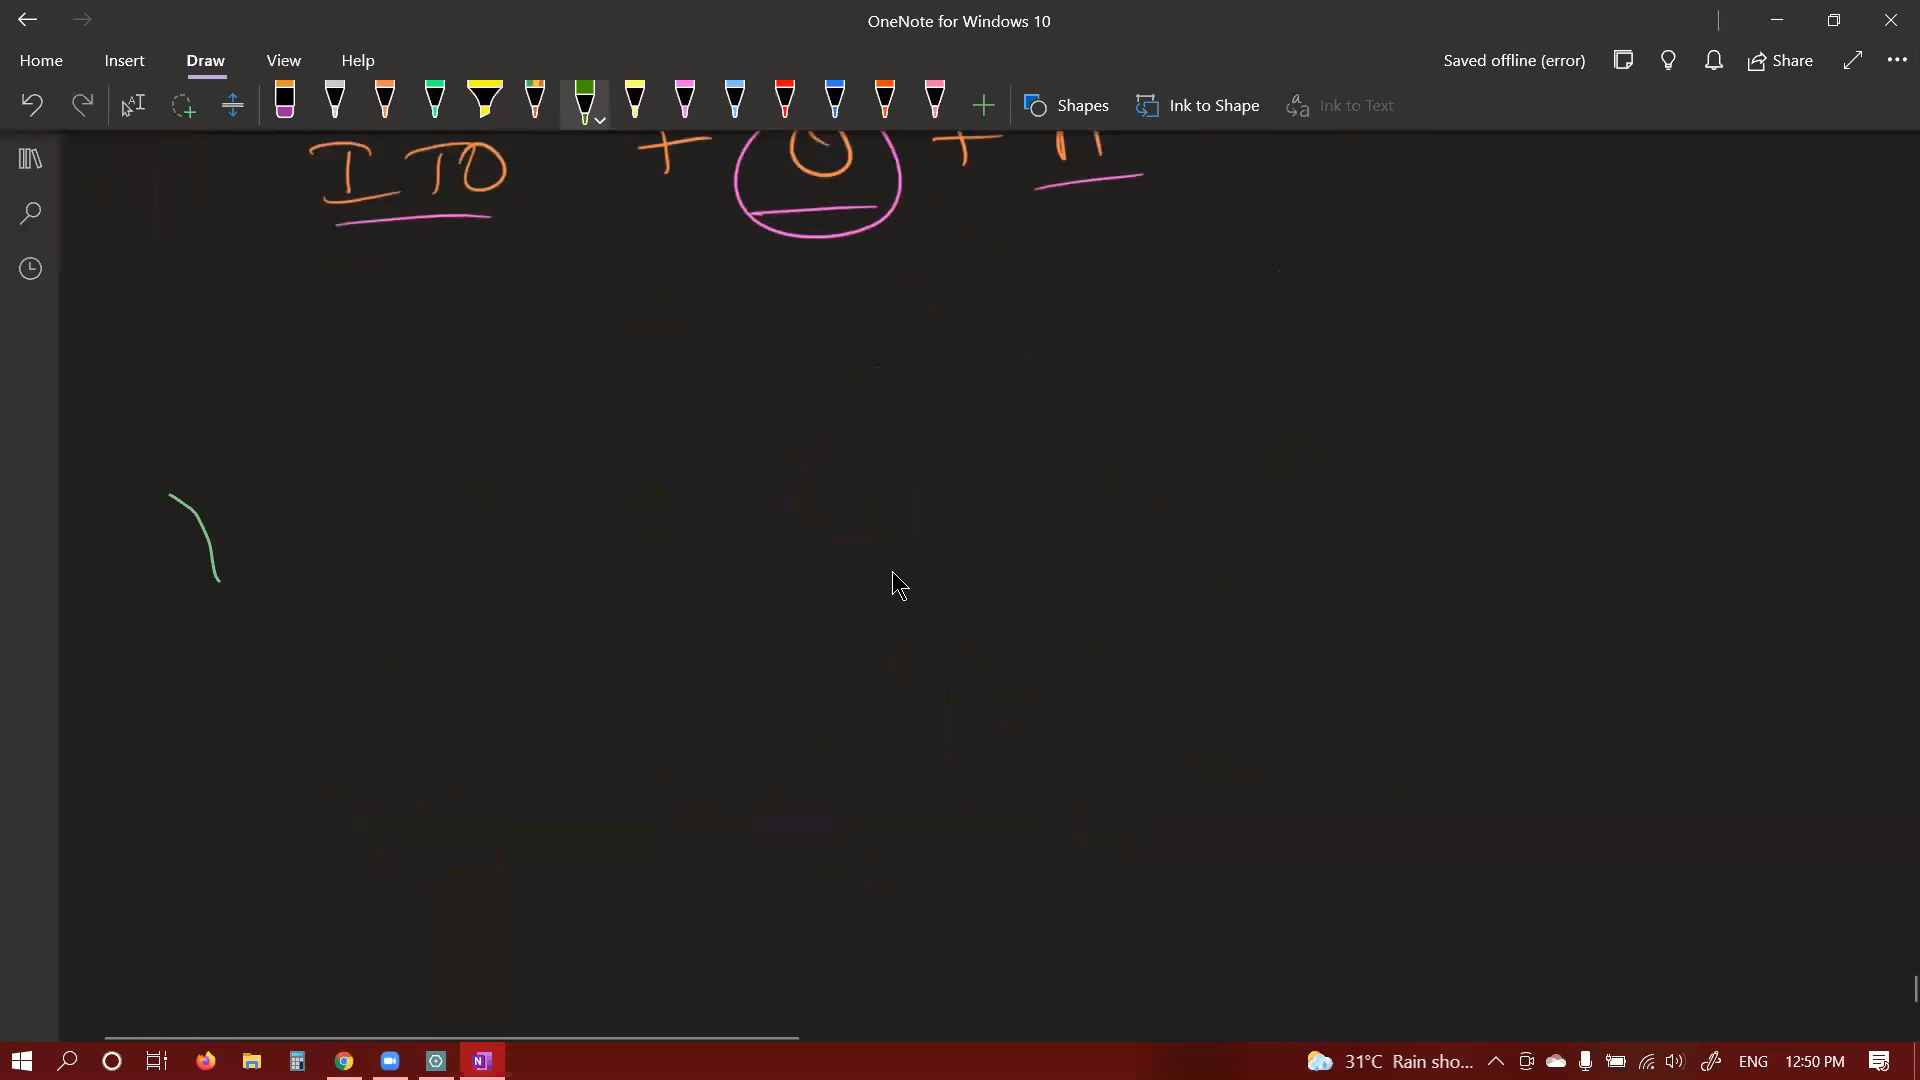 OneNote for Windows 10
Home Insert Draw View Help
Saved offline (error) Share
Shapes Ink to Shape Ink to Text
ITO + +
31°C Rain sho... ENG 12:50 PM